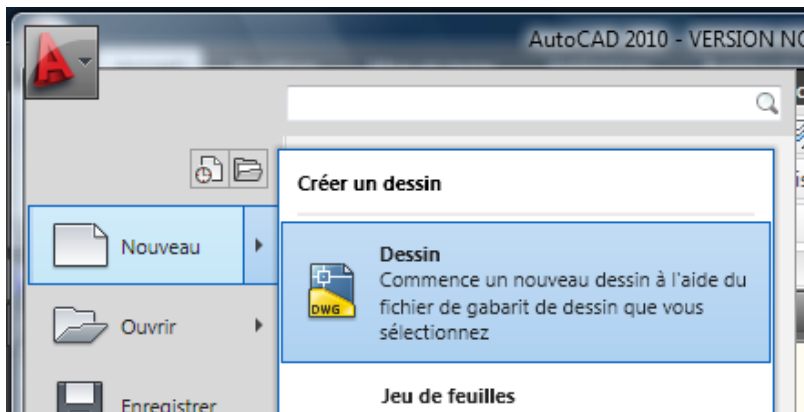 AutoCAD 2010 - VERSION
Créer un dessin
Nouveau
Dessin
Commence un nouveau dessin à l'aide du
fichier de gabarit de dessin que vous
sélectionnez
DWG
Ouvrir
Jeu de feuilles
Enregistrer